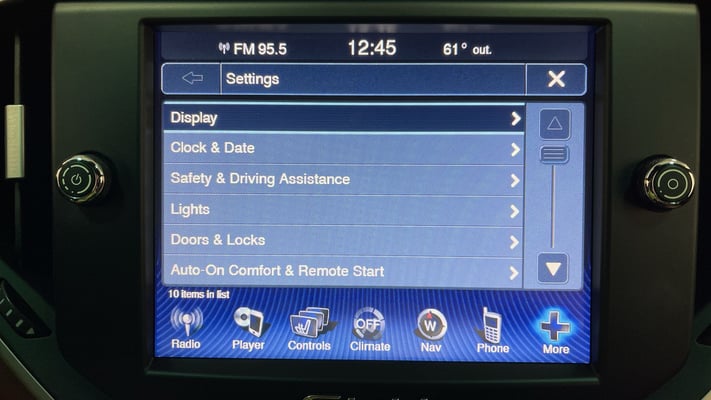 FM 95.5 12:45 61° out.
Settings
Display
Clock & Date
Safety & Driving Assistance
Lights
Doors & Locks
Auto-On Comfort & Remote Start
10 items in list
OFF W
Radio Player Controls Climate Nav Phone More